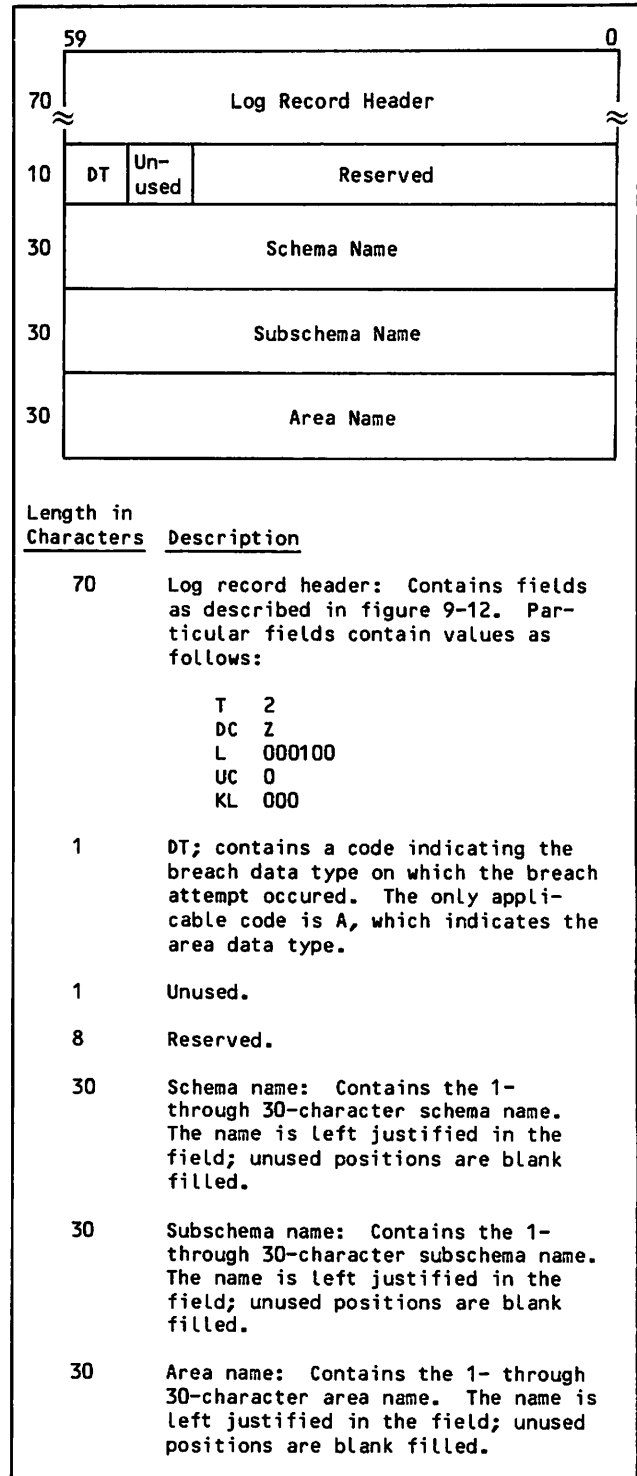 59 0
70 Log Record Header
≈ ≈
10 DT Un-
used Reserved
30 Schema Name
30 Subschema Name
30 Area Name
Length in
Characters Description
70 Log record header: Contains fields
as described in figure 9-12. Par-
ticular fields contain values as
follows:
T 2
DC Z
L 000100
UC 0
KL 000
1 DT; contains a code indicating the
breach data type on which the breach
attempt occured. The only appli-
cable code is A, which indicates the
area data type.
1 Unused.
8 Reserved.
30 Schema name: Contains the 1-
through 30-character schema name.
The name is left justified in the
field; unused positions are blank
filled.
30 Subschema name: Contains the 1-
through 30-character subschema name.
The name is left justified in the
field; unused positions are blank
filled.
30 Area name: Contains the 1- through
30-character area name. The name is
left justified in the field; unused
positions are blank filled.